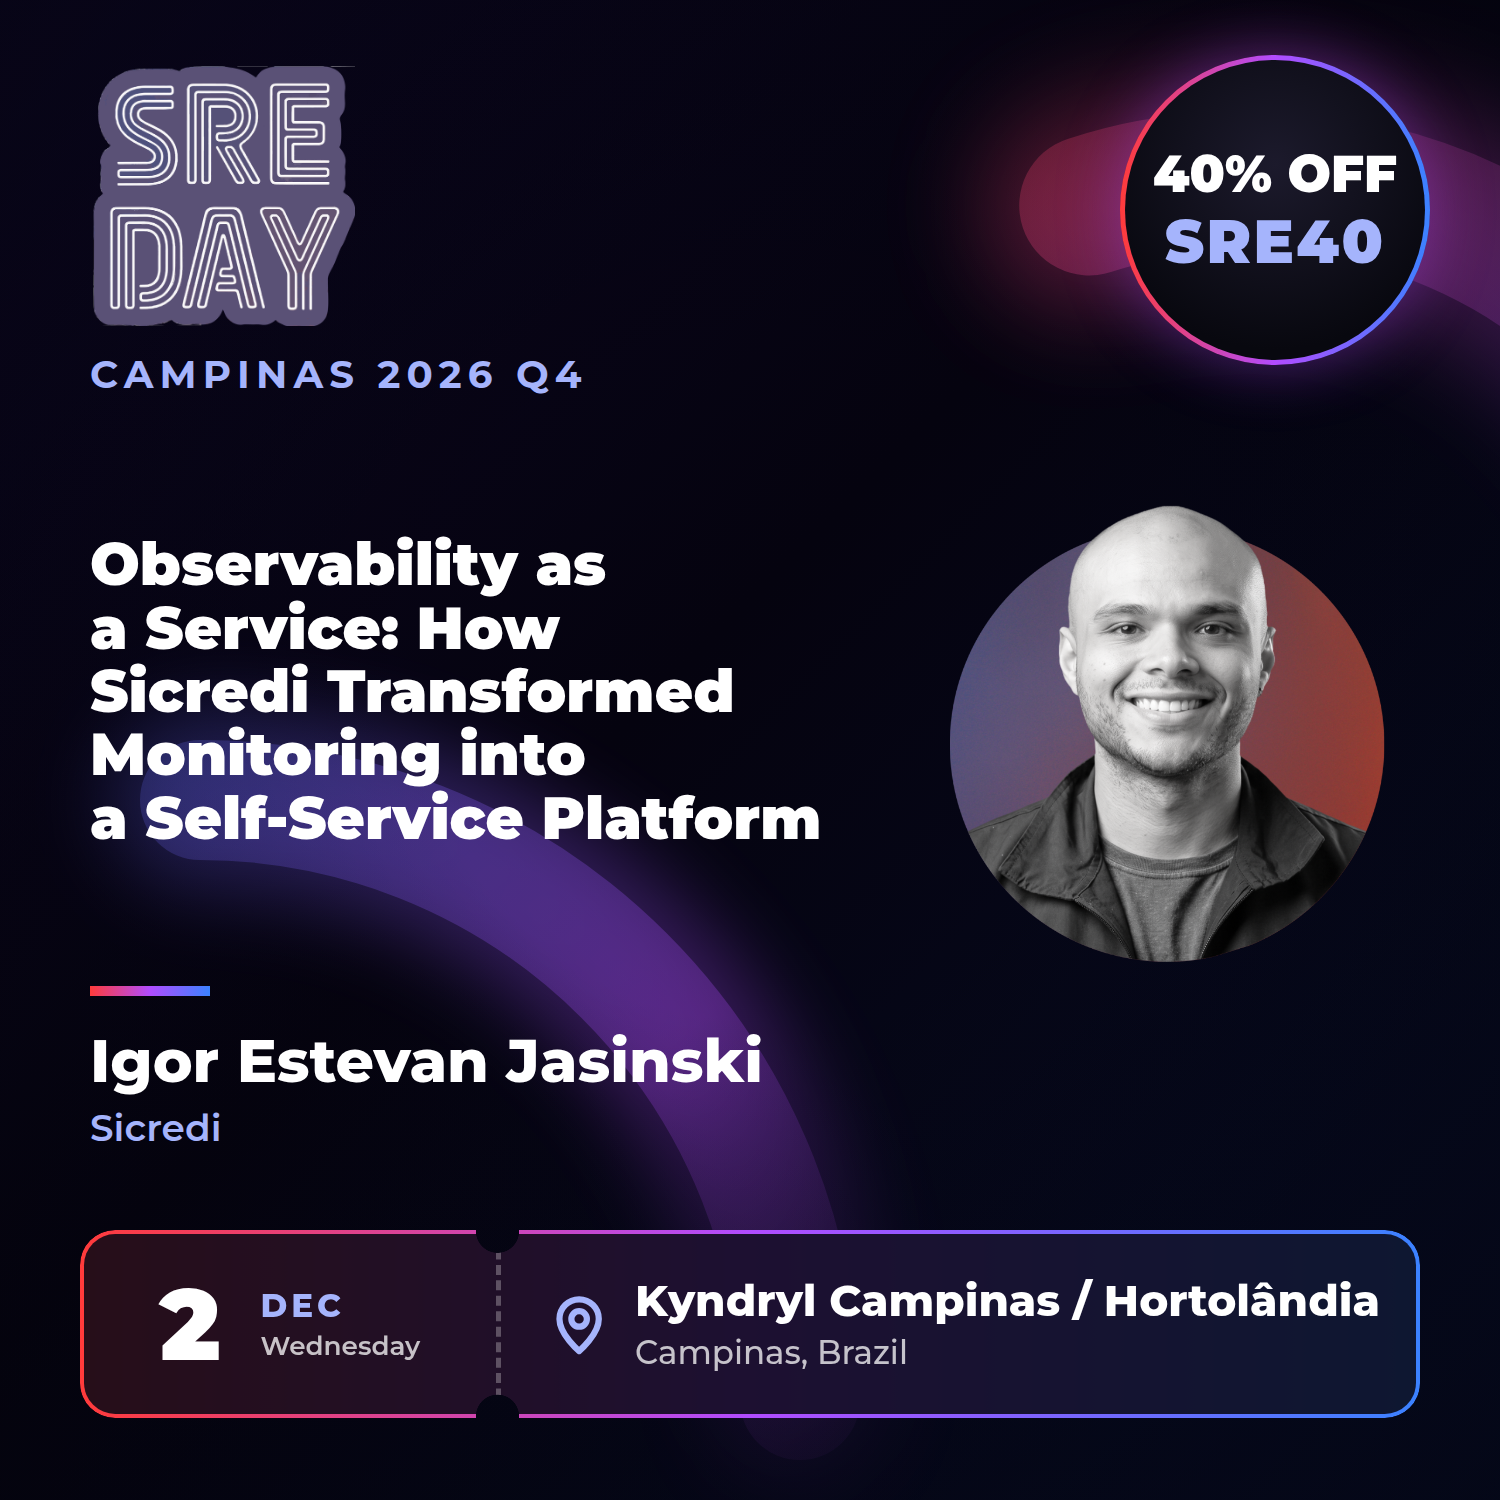 SRE
DAY
CAMPINAS 2026 Q4
40% OFF
SRE40
Observability as
a Service: How
Sicredi Transformed
Monitoring into
a Self-Service Platform
Igor Estevan Jasinski
Sicredi
2
DEC
Wednesday
Kyndryl Campinas / Hortolândia
Campinas, Brazil